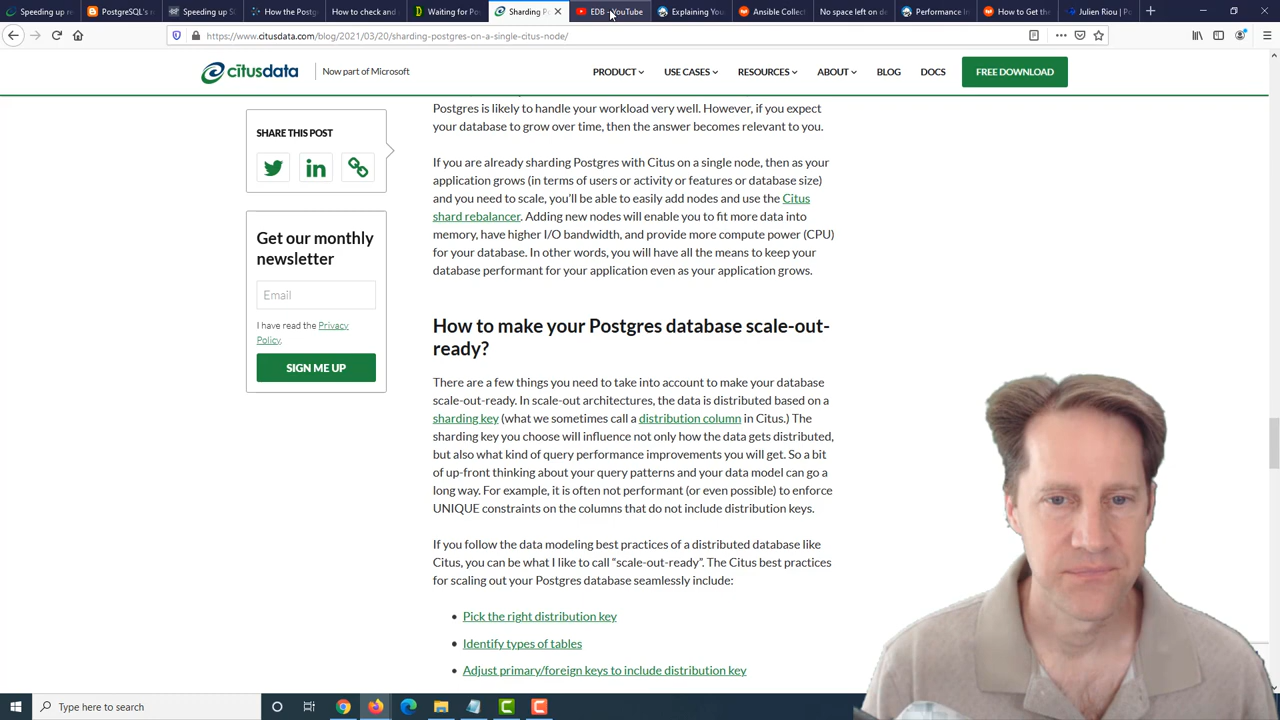 Speeding up re
PostgreSQL's n
Speeding up S
How the Postg
How to check and
Waiting for Po
Sharding P
EDB - YouTube
Explaining You
Ansible Collect
No space left on de
Performance In
How to Get the
Julien Riou | Po
https://www.citusdata.com/blog/2021/03/20/sharding-postgres-on-a-single-citus-node/
citusdata
Now part of Microsoft
PRODUCT
USE CASES
RESOURCES
ABOUT
BLOG
DOCS
FREE DOWNLOAD
SHARE THIS POST
Get our monthly
newsletter
Email
I have read the Privacy
Policy.
SIGN ME UP
Postgres is likely to handle your workload very well. However, if you expect
your database to grow over time, then the answer becomes relevant to you.
If you are already sharding Postgres with Citus on a single node, then as your
application grows (in terms of users or activity or features or database size)
and you need to scale, you'll be able to easily add nodes and use the Citus
shard rebalancer. Adding new nodes will enable you to fit more data into
memory, have higher I/O bandwidth, and provide more compute power (CPU)
for your database. In other words, you will have all the means to keep your
database performant for your application even as your application grows.
How to make your Postgres database scale-out-
ready?
There are a few things you need to take into account to make your database
scale-out-ready. In scale-out architectures, the data is distributed based on a
sharding key (what we sometimes call a distribution column in Citus.) The
sharding key you choose will influence not only how the data gets distributed,
but also what kind of query performance improvements you will get. So a bit
of up-front thinking about your query patterns and your data model can go a
long way. For example, it is often not performant (or even possible) to enforce
UNIQUE constraints on the columns that do not include distribution keys.
If you follow the data modeling best practices of a distributed database like
Citus, you can be what I like to call “scale-out-ready”. The Citus best practices
for scaling out your Postgres database seamlessly include:
• Pick the right distribution key
• Identify types of tables
• Adjust primary/foreign keys to include distribution key
Type here to search